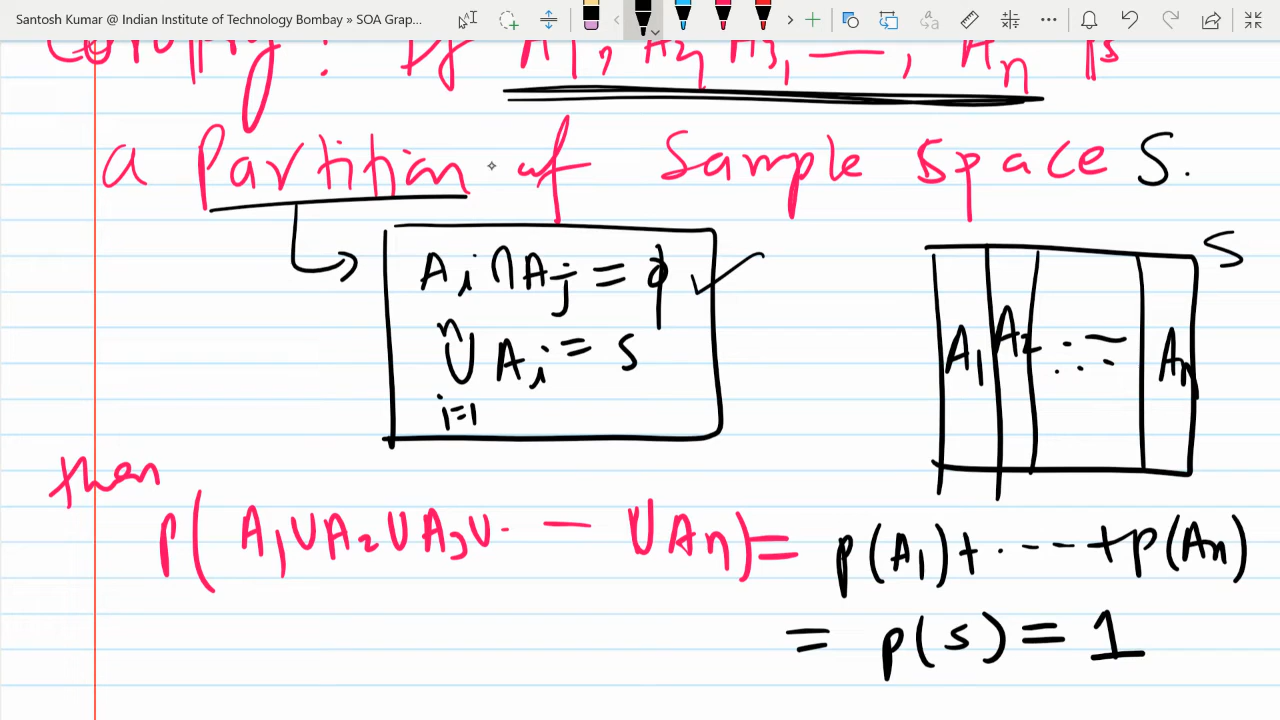 Santosh Kumar @ Indian Institute of Technology Bombay » SOA Grap...
If A1, A2, A3, —, An is
a Partition of Sample Space S.
S
Ai ∩ Aj = ϕ
n
∪ Ai = S
i=1
A1 A2 ... An
then
P( A1 ∪ A2 ∪ A3 ∪ . — ∪ An) = P(A1) + ---- + P(An)
= P(S) = 1